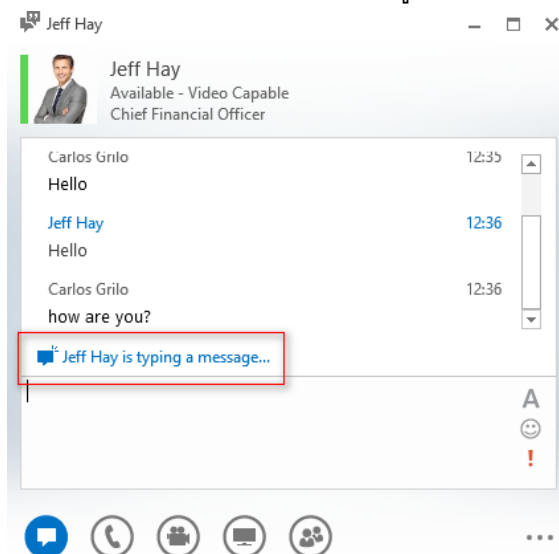 Jeff Hay
Jeff Hay
Available - Video Capable
Chief Financial Officer
Carlos Grilo 12:35
Hello
Jeff Hay 12:36
Hello
Carlos Grilo 12:36
how are you?
Jeff Hay is typing a message...
A
!